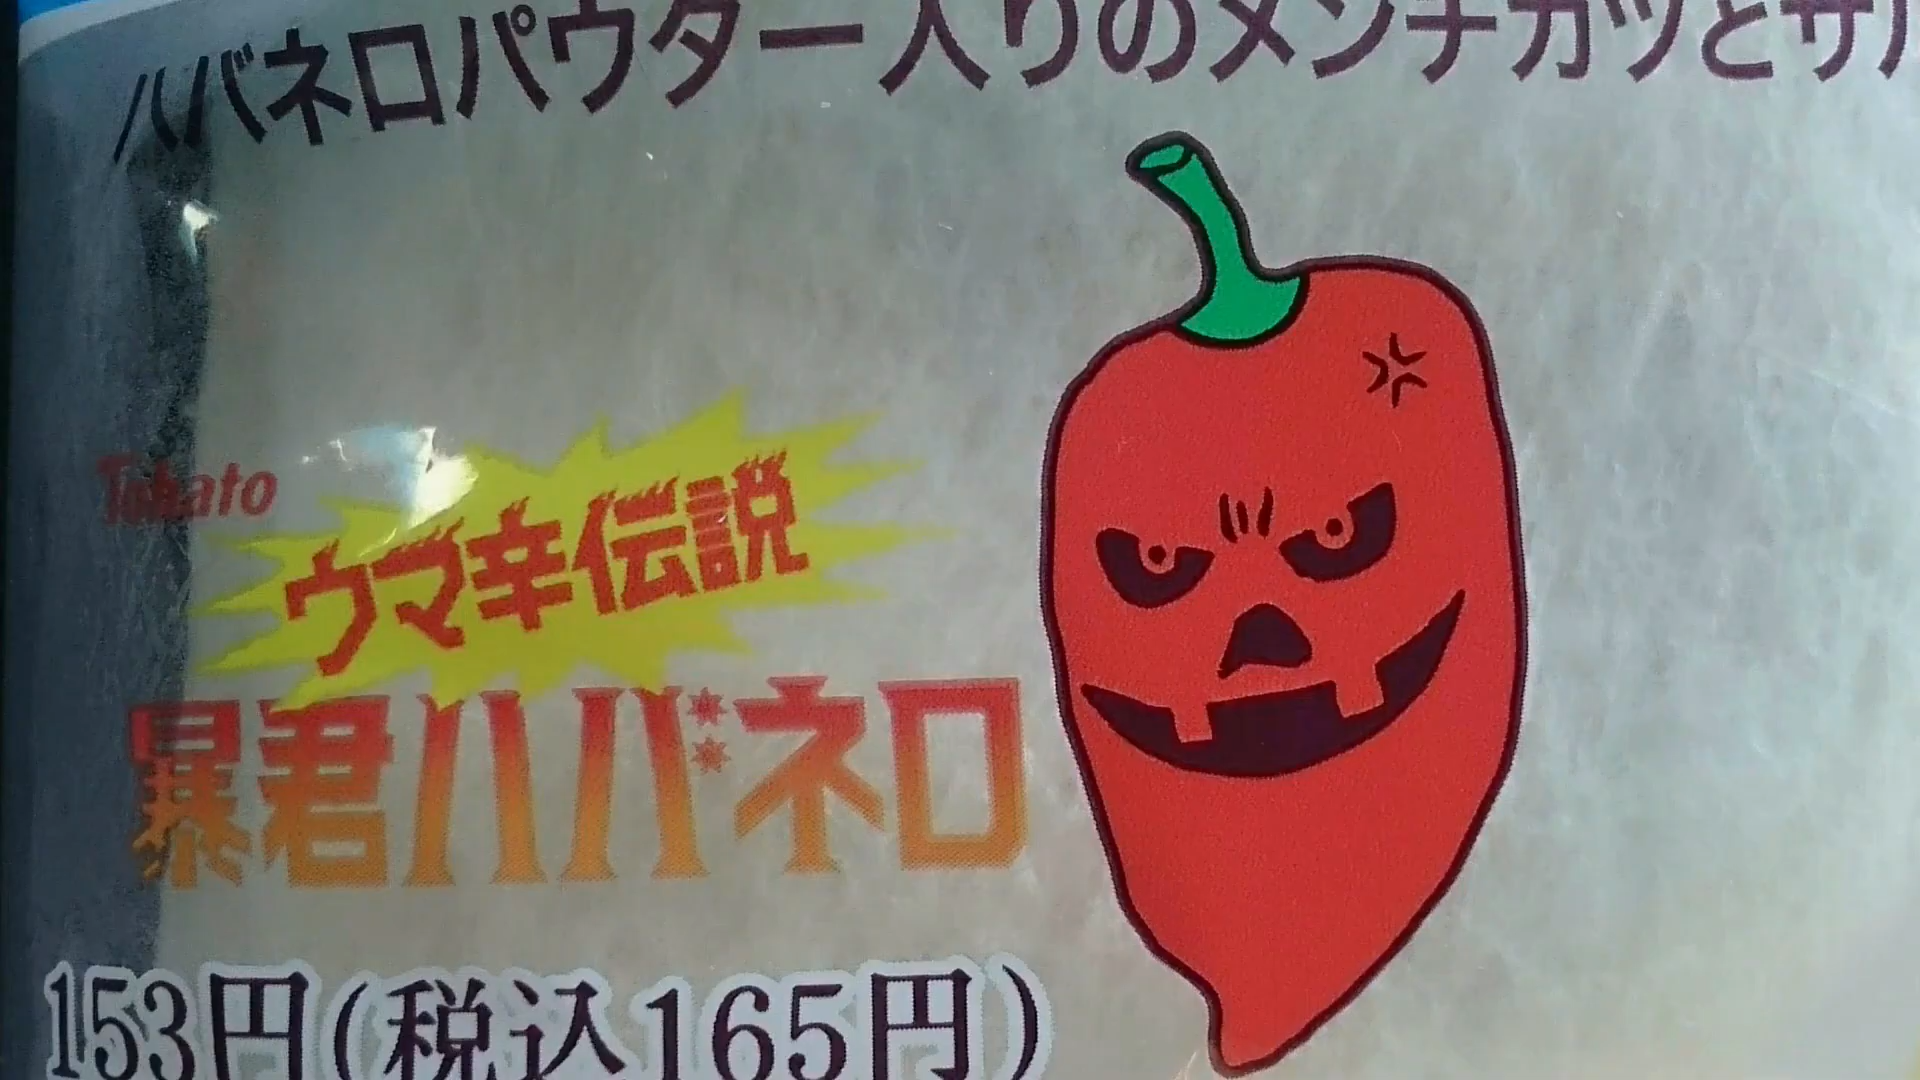 ハバネロパウダー入りのメンチカツとサル
Tohato
ウマ辛伝説
暴君ハバネロ
153円(税込165円)